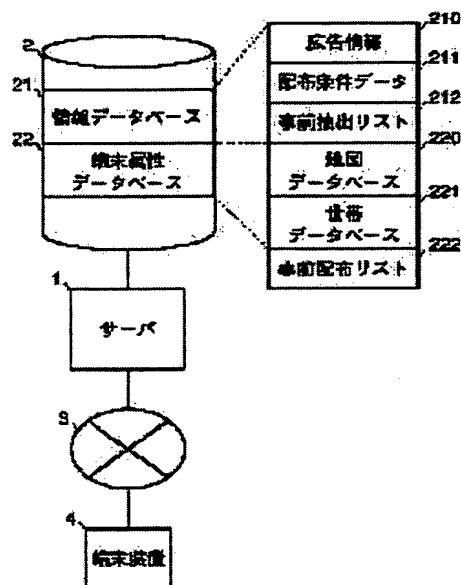 2
21
情報データベース
22
端末属性
データベース
210
広告情報
211
配布条件データ
212
事前抽出リスト
220
地図
データベース
221
世帯
データベース
222
事前配布リスト
1
サーバ
3
4
端末装置